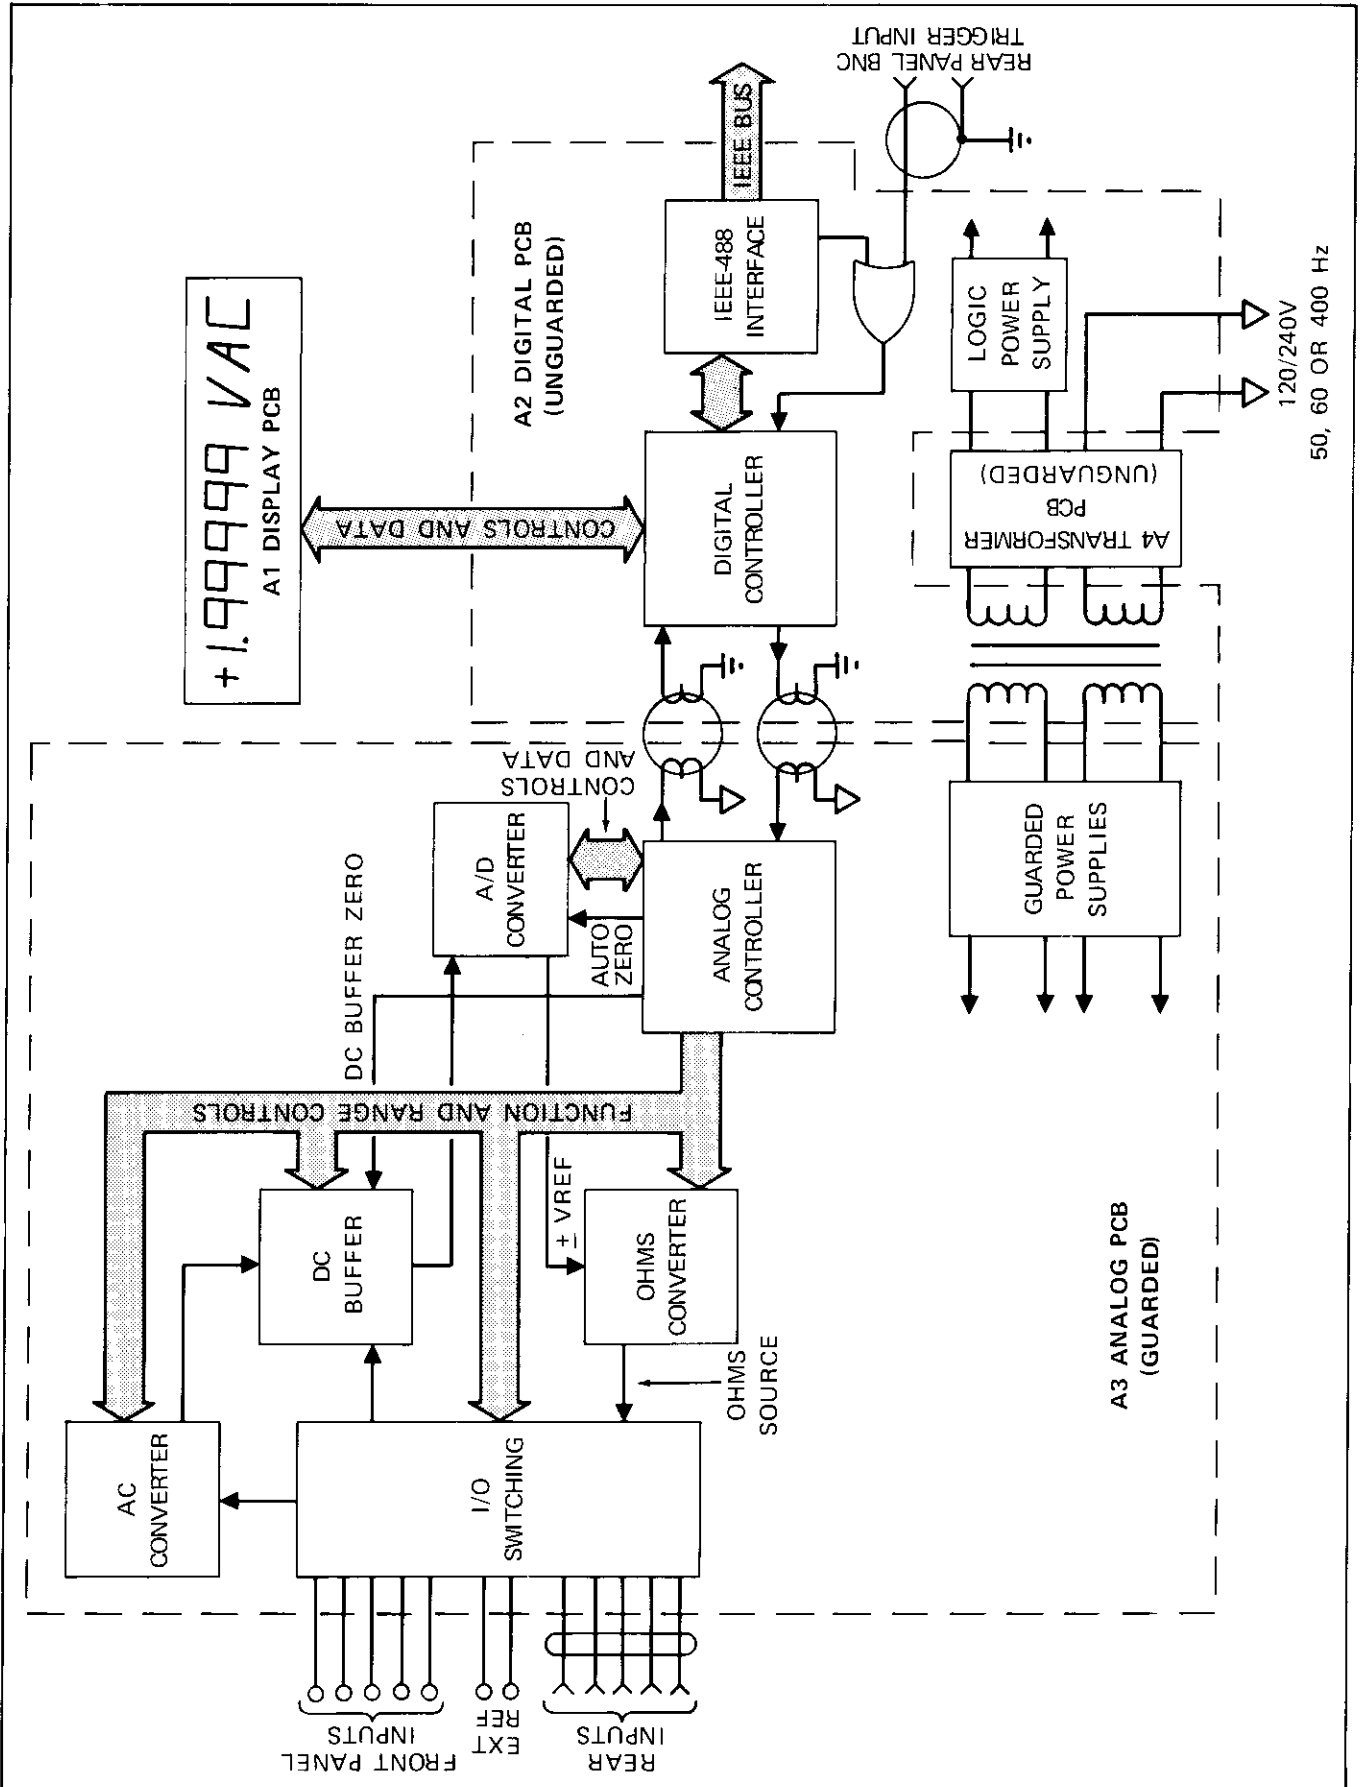 +1.99999 VAC
A1 DISPLAY PCB
CONTROLS AND DATA
A2 DIGITAL PCB
(UNGUARDED)
IEEE BUS
IEEE-488
INTERFACE
REAR PANEL BNC
TRIGGER INPUT
DIGITAL
CONTROLLER
LOGIC
POWER
SUPPLY
A4 TRANSFORMER
PCB
(UNGUARDED)
120/240V
50, 60 OR 400 Hz
CONTROLS
AND DATA
A/D
CONVERTER
DC BUFFER ZERO
AUTO
ZERO
ANALOG
CONTROLLER
GUARDED
POWER
SUPPLIES
FUNCTION AND RANGE CONTROLS
DC
BUFFER
± VREF
OHMS
CONVERTER
OHMS
SOURCE
AC
CONVERTER
I/O
SWITCHING
FRONT PANEL
INPUTS
EXT
REF
REAR
INPUTS
A3 ANALOG PCB
(GUARDED)